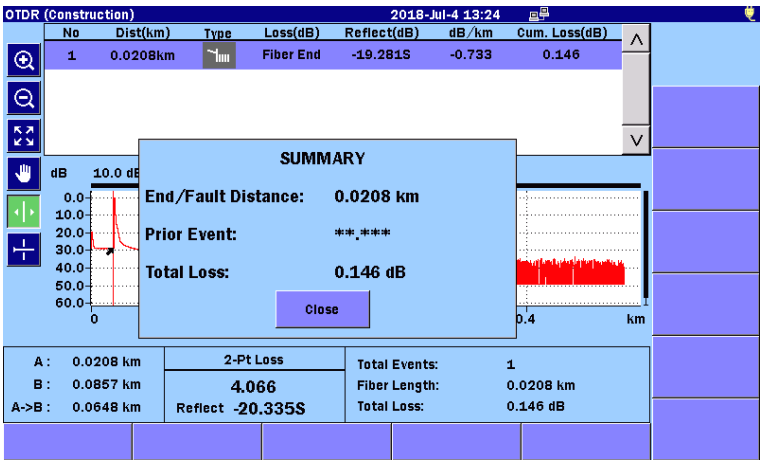 OTDR (Construction) 2018-Jul-4 13:24
No Dist(km) Type Loss(dB) Reflect(dB) dB/km Cum. Loss(dB)
1 0.0208km Fiber End -19.281S -0.733 0.146
SUMMARY
End/Fault Distance: 0.0208 km
Prior Event: **.***
Total Loss: 0.146 dB
Close
dB 10.0 dB
0.0
10.0
20.0
30.0
40.0
50.0
60.0
0 0.4 km
A: 0.0208 km
B: 0.0857 km
A->B: 0.0648 km
2-Pt Loss
4.066
Reflect -20.335S
Total Events: 1
Fiber Length: 0.0208 km
Total Loss: 0.146 dB